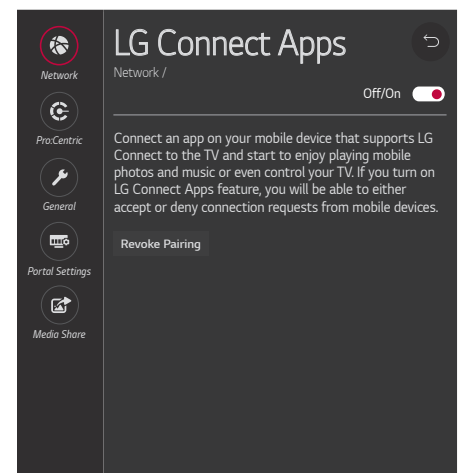 LG Connect Apps
Network /
Off/On
Connect an app on your mobile device that supports LG
Connect to the TV and start to enjoy playing mobile
photos and music or even control your TV. If you turn on
LG Connect Apps feature, you will be able to either
accept or deny connection requests from mobile devices.
Revoke Pairing
Network
Pro:Centric
General
Portal Settings
Media Share